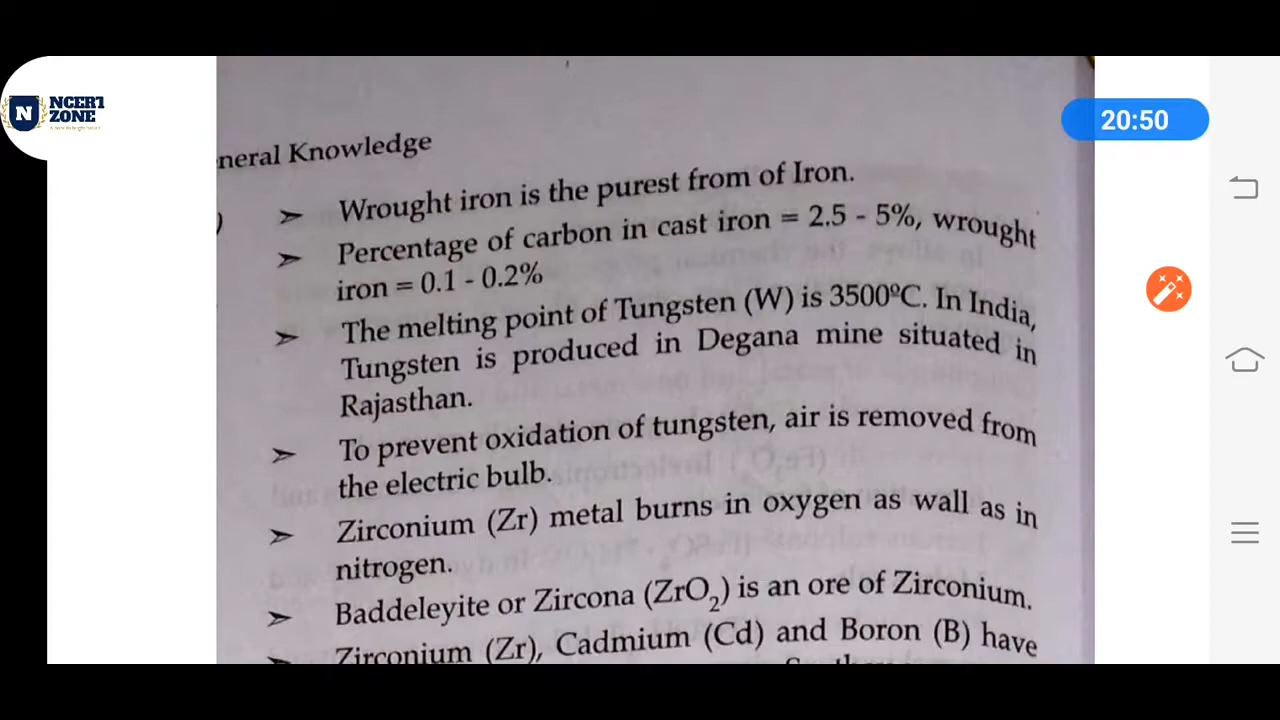 NCERT
ZONE
20:50
neral Knowledge
➢ Wrought iron is the purest from of Iron.
➢ Percentage of carbon in cast iron = 2.5 - 5%, wrought
iron = 0.1 - 0.2%
➢ The melting point of Tungsten (W) is 3500ºC. In India,
Tungsten is produced in Degana mine situated in
Rajasthan.
➢ To prevent oxidation of tungsten, air is removed from
the electric bulb.
➢ Zirconium (Zr) metal burns in oxygen as wall as in
nitrogen.
➢ Baddeleyite or Zircona (ZrO₂) is an ore of Zirconium.
➢ Zirconium (Zr), Cadmium (Cd) and Boron (B) have